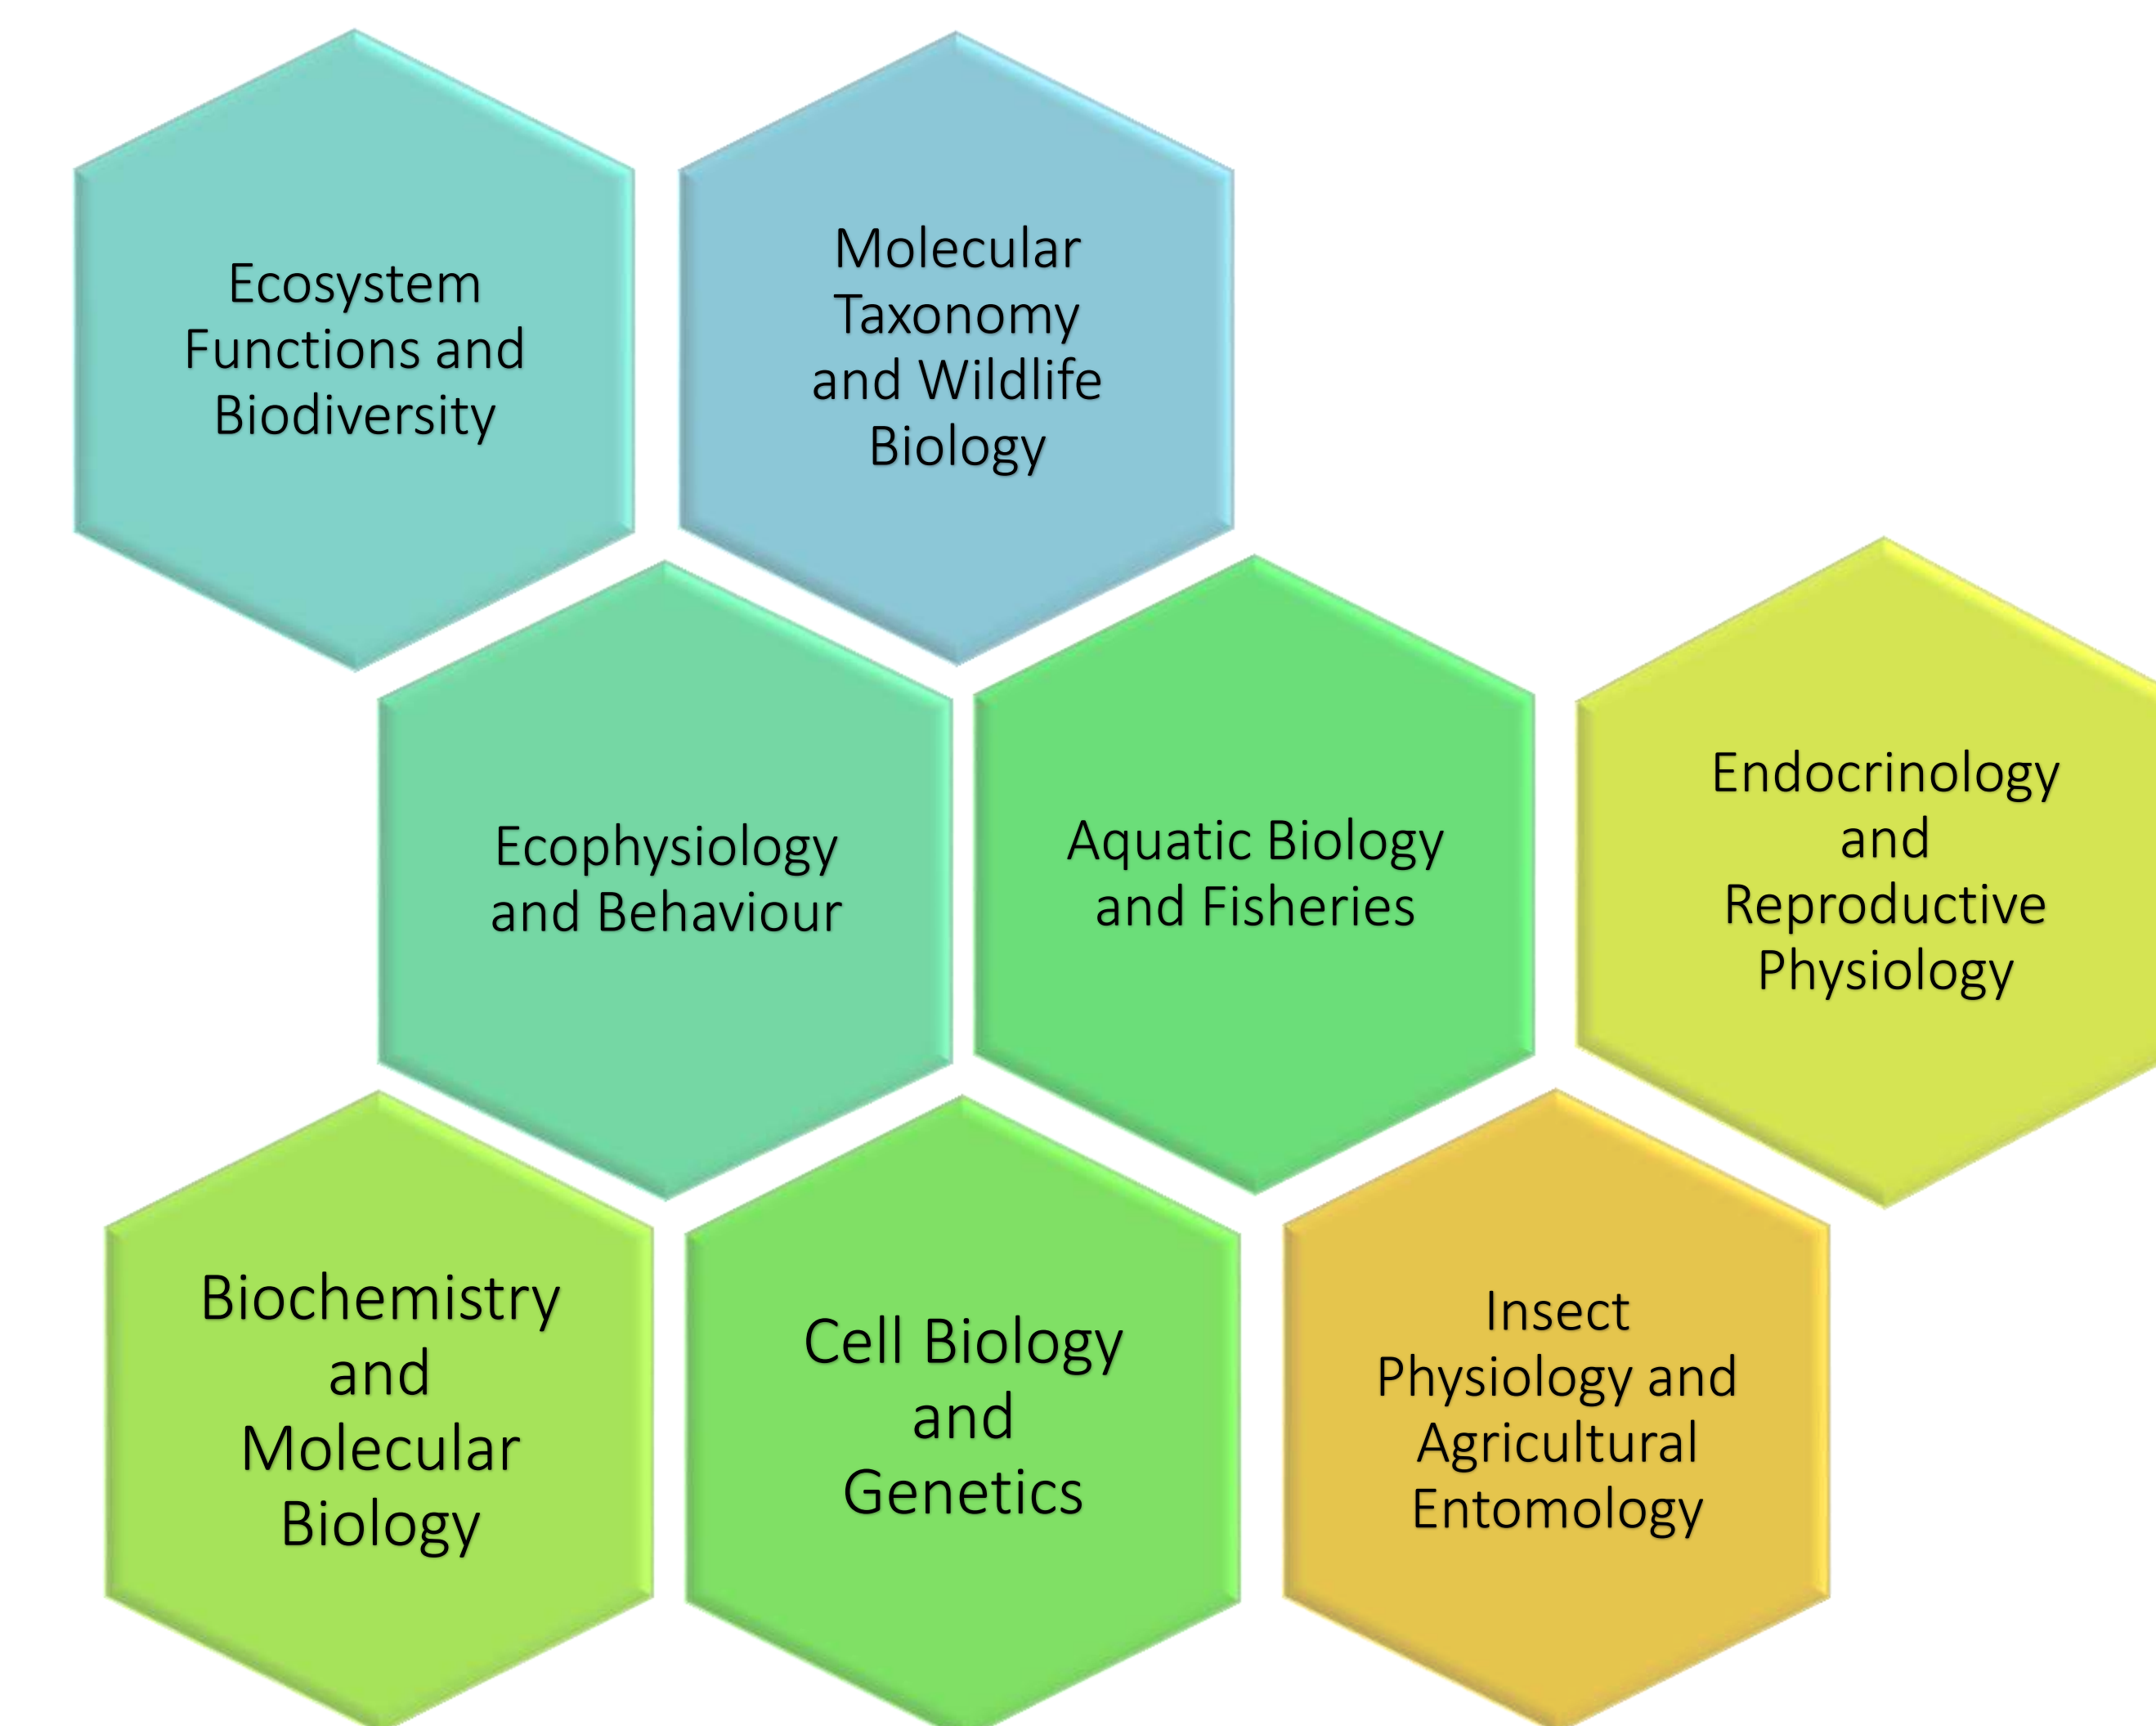 Ecosystem
Functions and
Biodiversity
Molecular
Taxonomy
and Wildlife
Biology
Ecophysiology
and Behaviour
Aquatic Biology
and Fisheries
Endocrinology
and
Reproductive
Physiology
Biochemistry
and
Molecular
Biology
Cell Biology
and
Genetics
Insect
Physiology and
Agricultural
Entomology